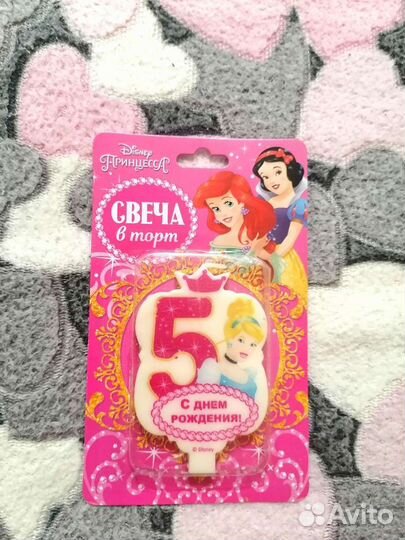 Disney
Принцесса
СВЕЧА
в торт
5
С ДНЕМ
РОЖДЕНИЯ!
© Disney
Avito